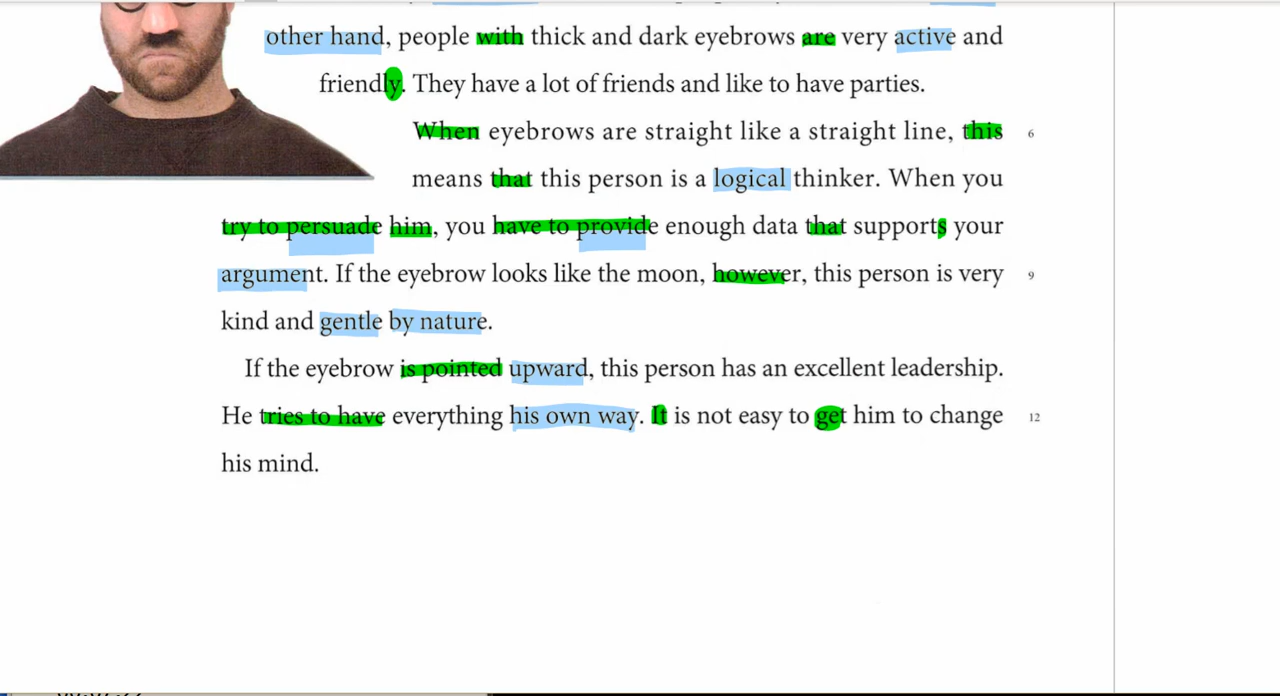 other hand, people with thick and dark eyebrows are very active and
friendly. They have a lot of friends and like to have parties.
When eyebrows are straight like a straight line, this 6
means that this person is a logical thinker. When you
try to persuade him, you have to provide enough data that supports your
argument. If the eyebrow looks like the moon, however, this person is very 9
kind and gentle by nature.
If the eyebrow is pointed upward, this person has an excellent leadership.
He tries to have everything his own way. It is not easy to get him to change 12
his mind.